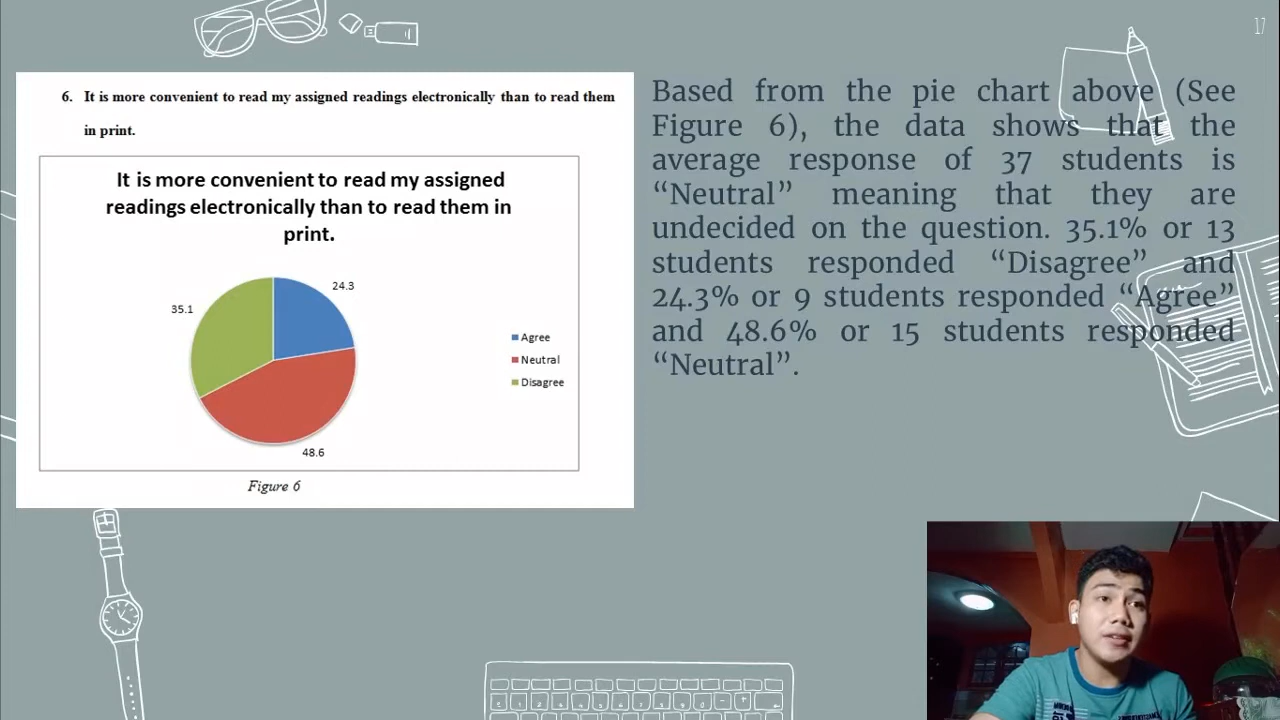 17
6. It is more convenient to read my assigned readings electronically than to read them
in print.
It is more convenient to read my assigned
readings electronically than to read them in
print.
24.3
35.1
48.6
Agree
Neutral
Disagree
Figure 6
Based from the pie chart above (See
Figure 6), the data shows that the
average response of 37 students is
“Neutral” meaning that they are
undecided on the question. 35.1% or 13
students responded “Disagree” and
24.3% or 9 students responded “Agree”
and 48.6% or 15 students responded
“Neutral”.